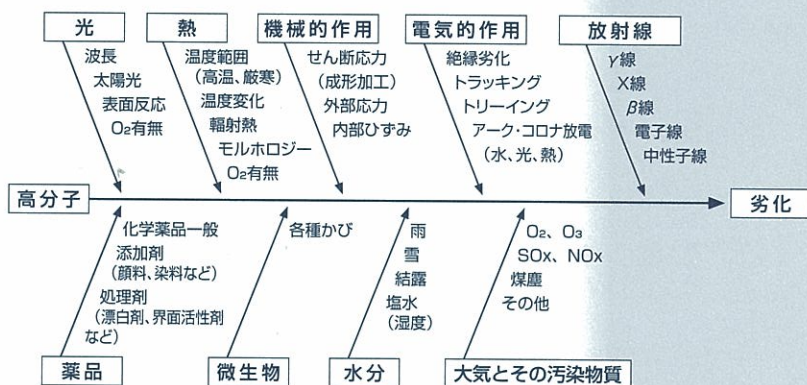 光
波長
太陽光
表面反応
O₂有無
熱
温度範囲
(高温、厳寒)
温度変化
輻射熱
モルホロジー
O₂有無
機械的作用
せん断応力
(成形加工)
外部応力
内部ひずみ
電気的作用
絶縁劣化
トラッキング
トリーイング
アーク・コロナ放電
(水、光、熱)
放射線
γ線
X線
β線
電子線
中性子線
高分子
劣化
化学薬品一般
添加剤
(顔料、染料など)
処理剤
(漂白剤、界面活性剤
など)
薬品
各種かび
微生物
雨
雪
結露
塩水
(湿度)
水分
O₂、O₃
SOx、NOx
煤塵
その他
大気とその汚染物質